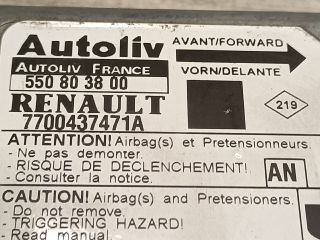 Autoliv AVANT/FORWARD
AUTOLIV FRANCE VORN/DELANTE
550 80 38 00
RENAULT 219
7700437471A
ATTENTION! Airbag(s) et Pretensionneurs.
- Ne pas demonter.
- RISQUE DE DECLENCHEMENT! AN
- Consulter la notice.
CAUTION! Airbag(s) and Pretensioners.
- Do not remove.
- TRIGGERING HAZARD!
- Read manual.